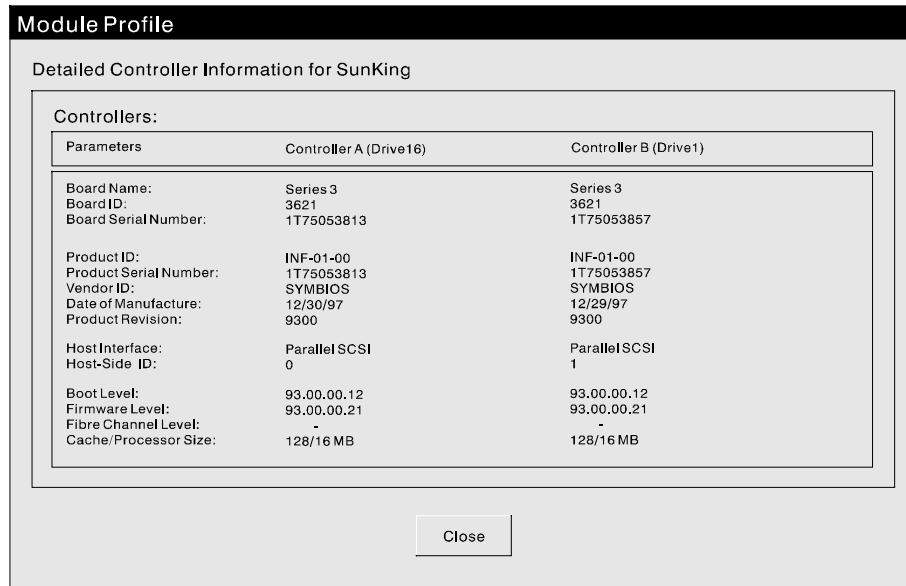 Module Profile
Detailed Controller Information for SunKing
Controllers:
Parameters Controller A (Drive16) Controller B (Drive1)
Board Name: Series 3 Series 3
Board ID: 3621 3621
Board Serial Number: 1T75053813 1T75053857
Product ID: INF-01-00 INF-01-00
Product Serial Number: 1T75053813 1T75053857
Vendor ID: SYMBIOS SYMBIOS
Date of Manufacture: 12/30/97 12/29/97
Product Revision: 9300 9300
Host Interface: Parallel SCSI Parallel SCSI
Host-Side ID: 0 1
Boot Level: 93.00.00.12 93.00.00.12
Firmware Level: 93.00.00.21 93.00.00.21
Fibre Channel Level: - -
Cache/Processor Size: 128/16 MB 128/16 MB
Close